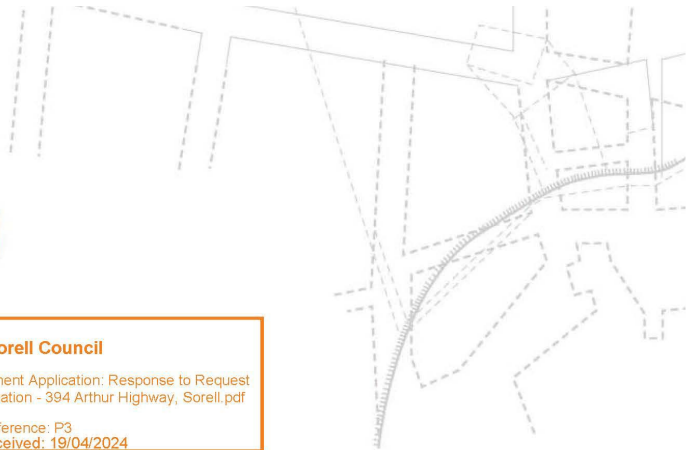 orell Council
ment Application: Response to Request
ation - 394 Arthur Highway, Sorell.pdf
ference: P3
ceived: 19/04/2024